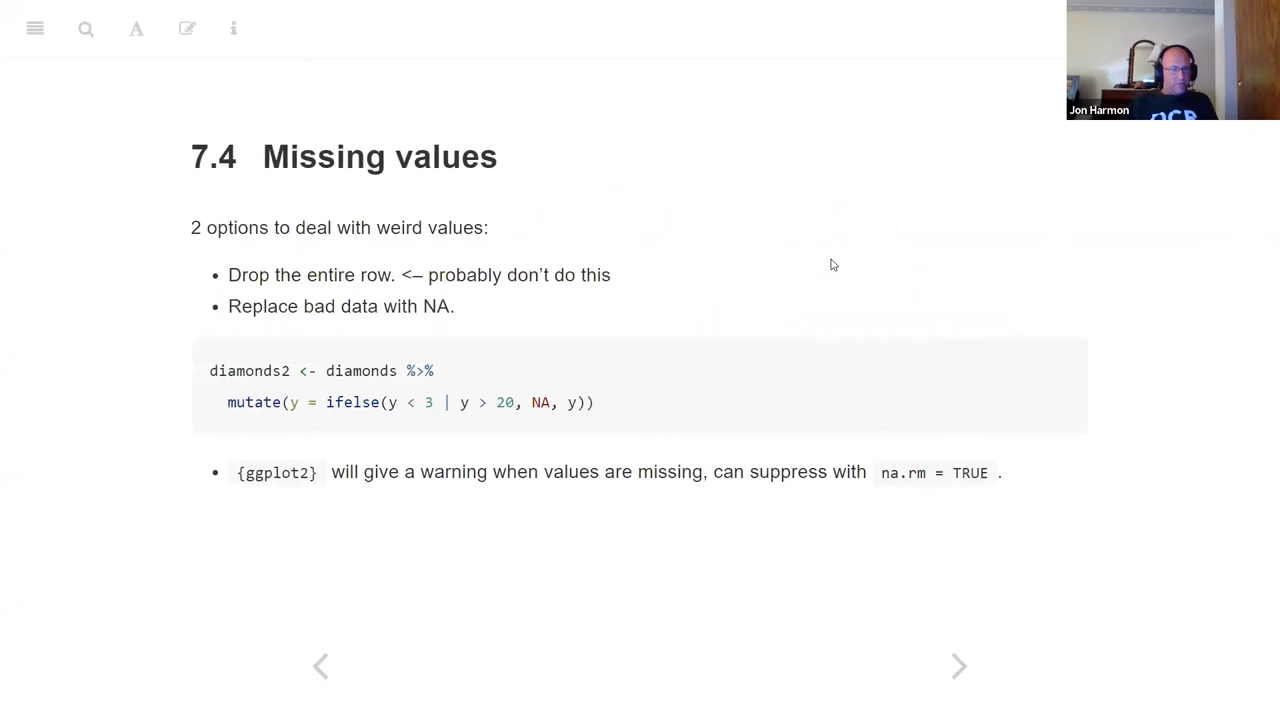 Jon Harmon
7.4 Missing values
2 options to deal with weird values:
• Drop the entire row. <– probably don’t do this
• Replace bad data with NA.
diamonds2 <- diamonds %>%
mutate(y = ifelse(y < 3 | y > 20, NA, y))
• {ggplot2} will give a warning when values are missing, can suppress with na.rm = TRUE .